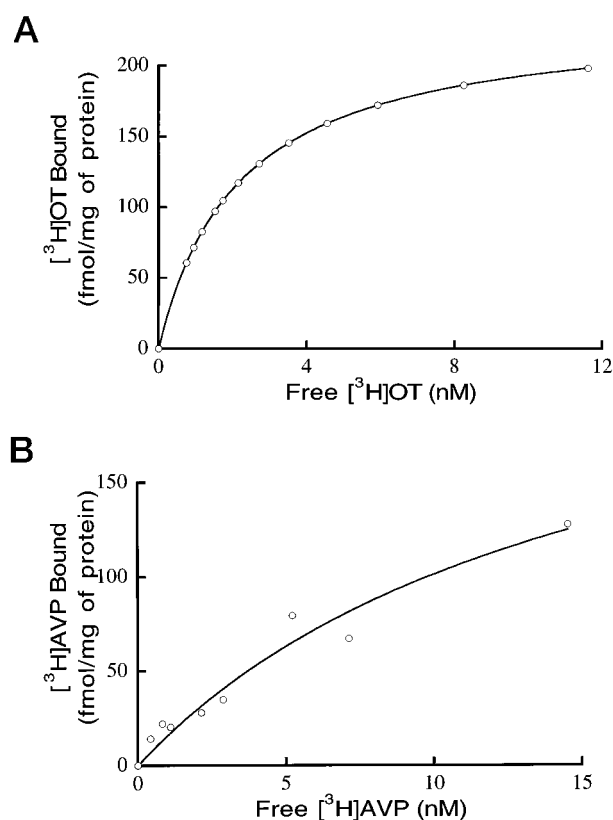 A
200
150
100
50
0
[³H]OT Bound
(fmol/mg of protein)
0
4
8
12
Free [³H]OT (nM)
B
150
100
50
0
[³H]AVP Bound
(fmol/mg of protein)
0
5
10
15
Free [³H]AVP (nM)